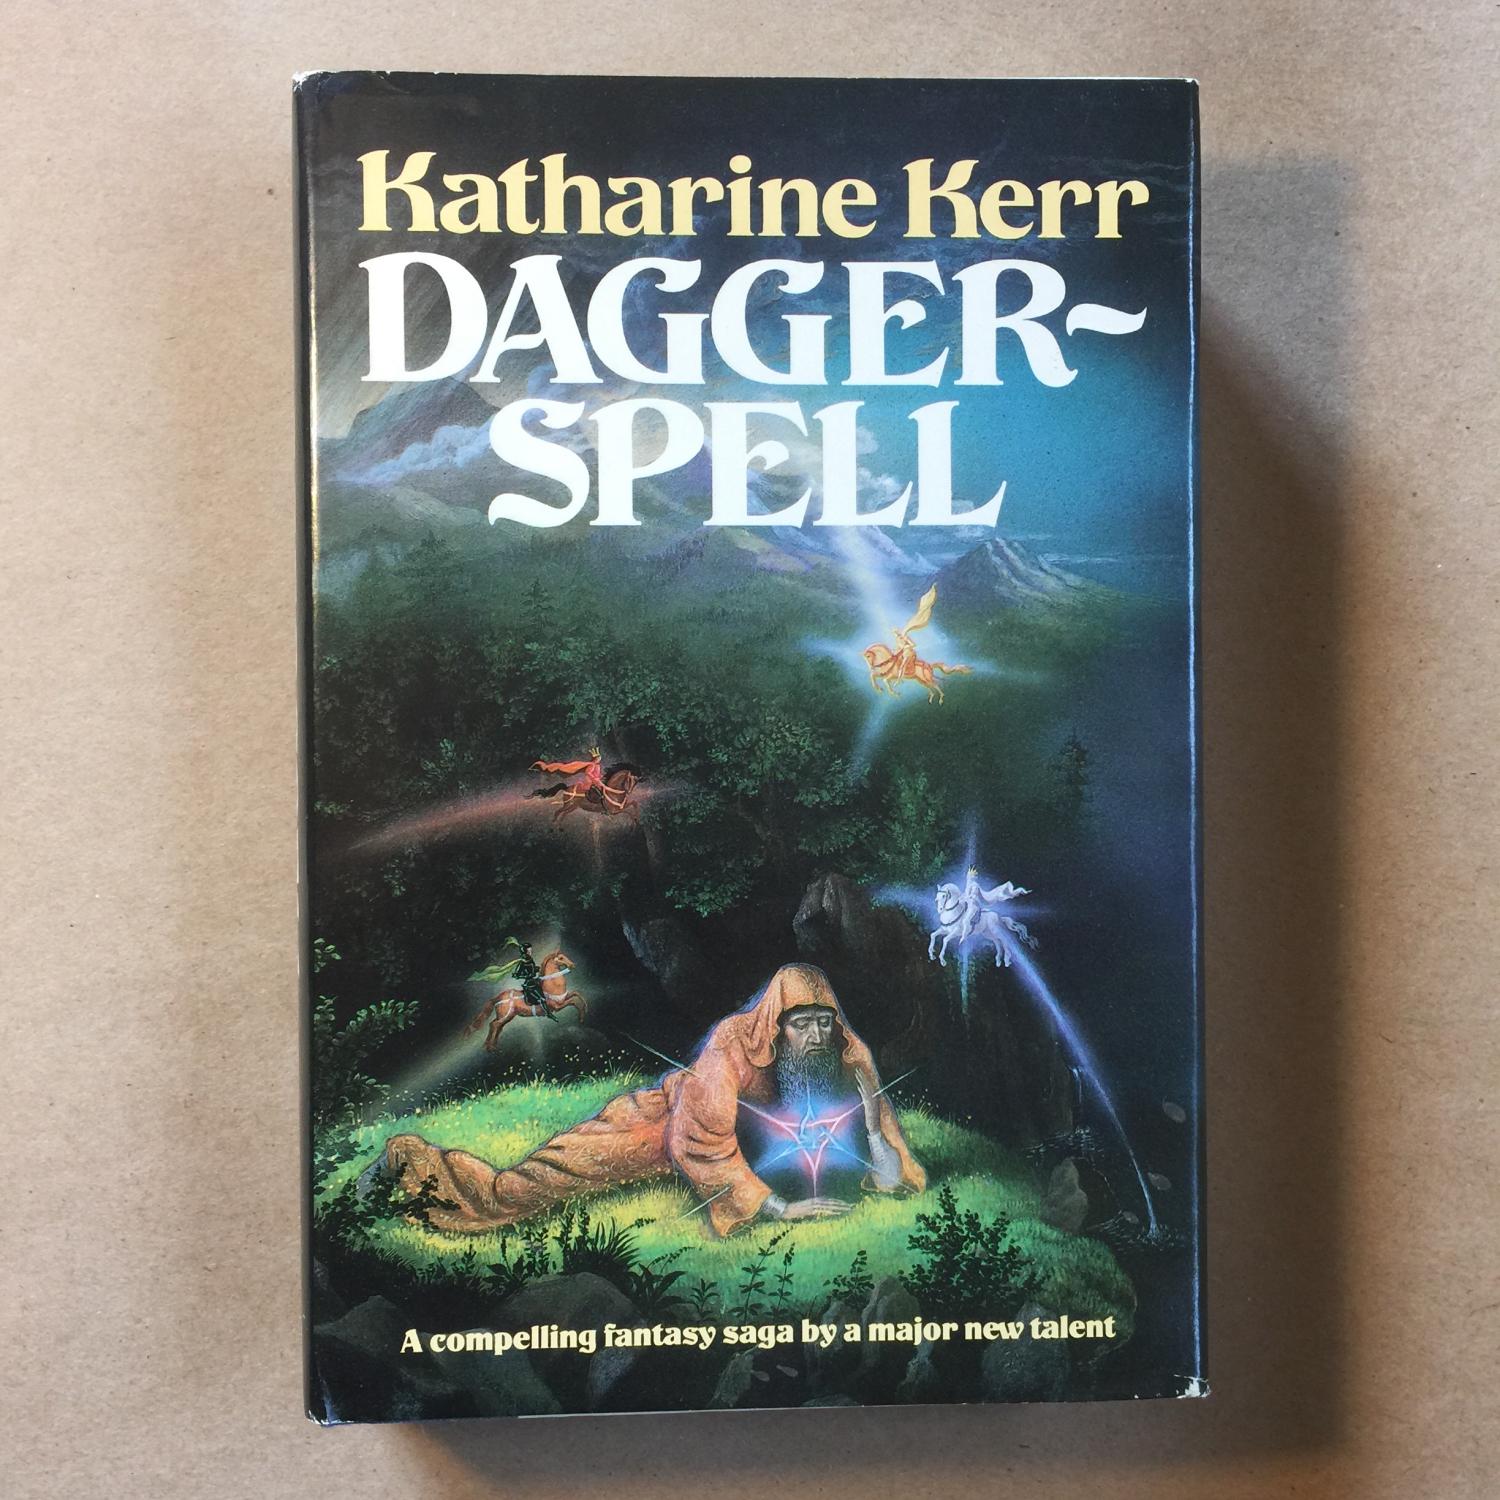 Katharine Kerr
DAGGER-
SPELL
A compelling fantasy saga by a major new talent